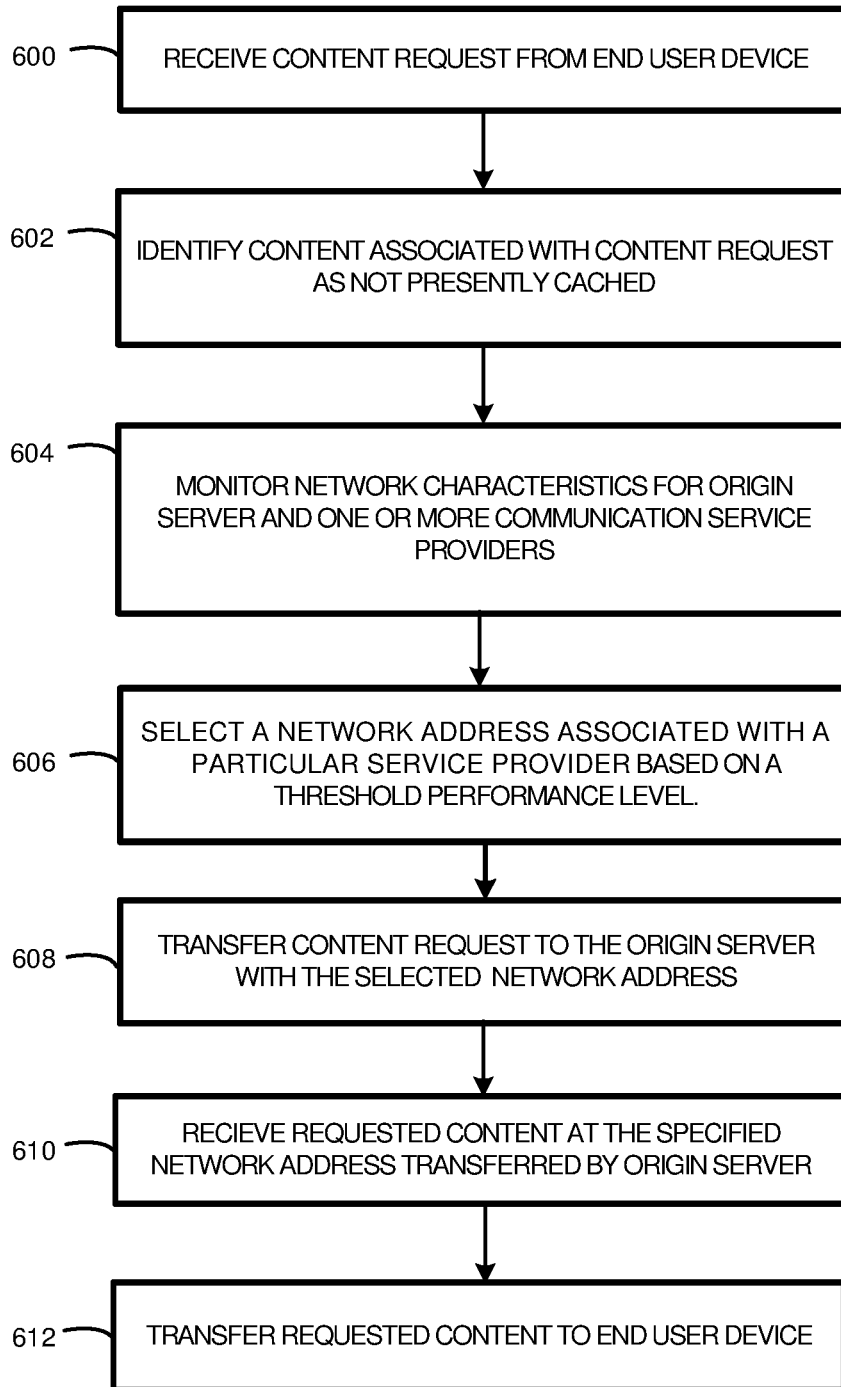 600
RECEIVE CONTENT REQUEST FROM END USER DEVICE
602
IDENTIFY CONTENT ASSOCIATED WITH CONTENT REQUEST
AS NOT PRESENTLY CACHED
604
MONITOR NETWORK CHARACTERISTICS FOR ORIGIN
SERVER AND ONE OR MORE COMMUNICATION SERVICE
PROVIDERS
606
SELECT A NETWORK ADDRESS ASSOCIATED WITH A
PARTICULAR SERVICE PROVIDER BASED ON A
THRESHOLD PERFORMANCE LEVEL.
608
TRANSFER CONTENT REQUEST TO THE ORIGIN SERVER
WITH THE SELECTED NETWORK ADDRESS
610
RECIEVE REQUESTED CONTENT AT THE SPECIFIED
NETWORK ADDRESS TRANSFERRED BY ORIGIN SERVER
612
TRANSFER REQUESTED CONTENT TO END USER DEVICE